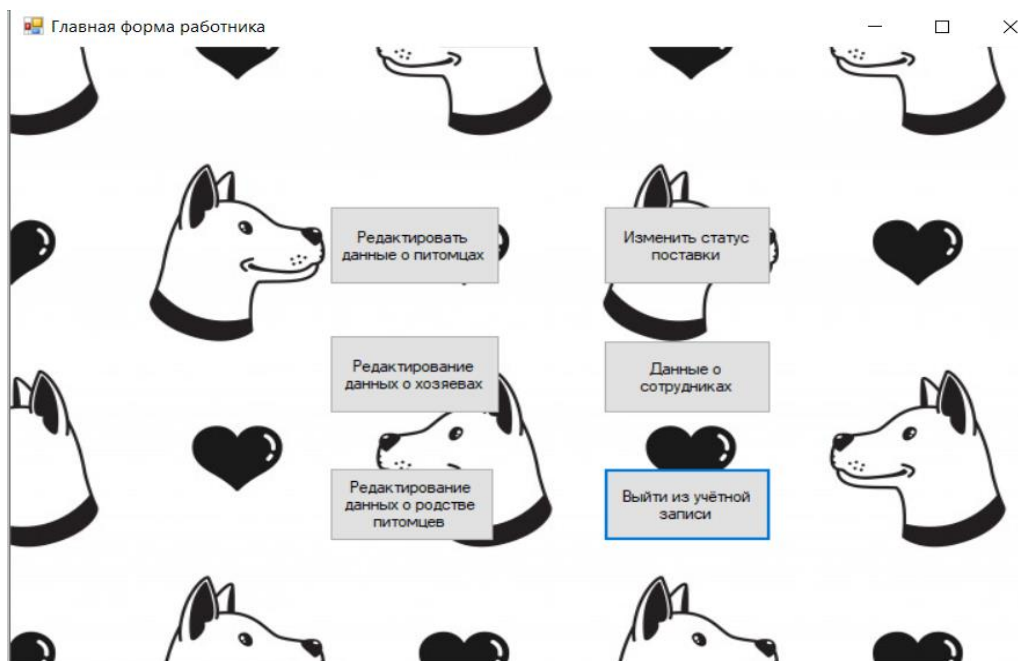 Главная форма работника
Редактировать
данные о питомцах
Изменить статус
поставки
Редактирование
данных о хозяевах
Данные о
сотрудниках
Редактирование
данных о родстве
питомцев
Выйти из учётной
записи